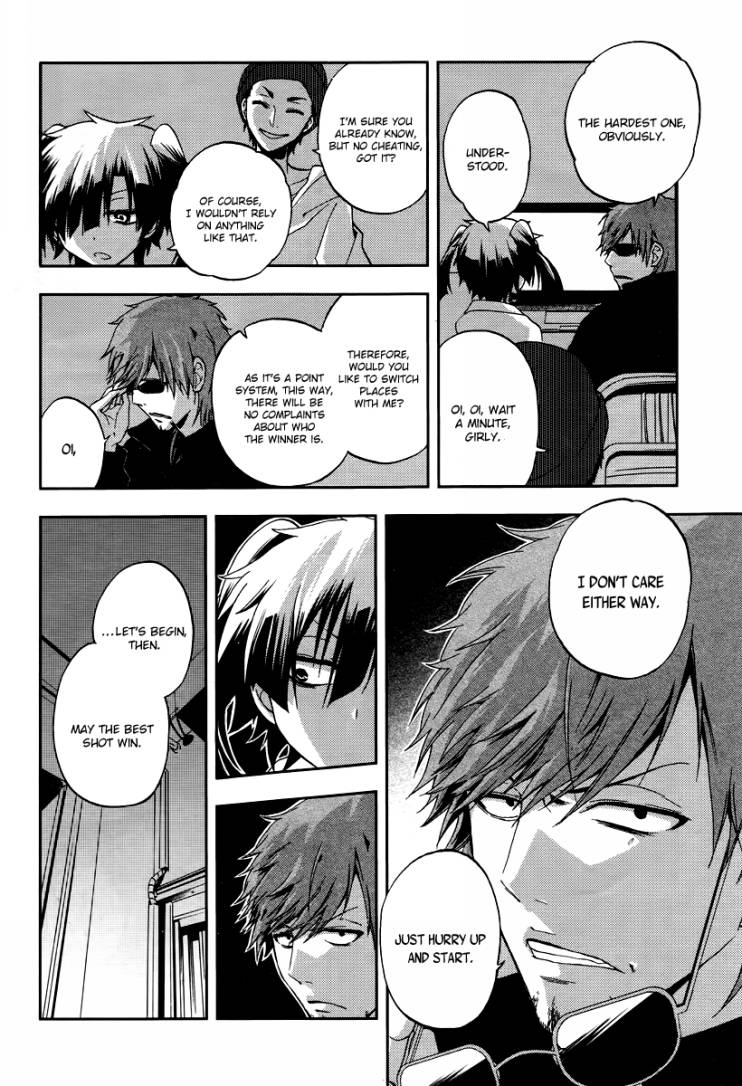 THE HARDEST ONE,
OBVIOUSLY.
UNDER-
STOOD.
OI, OI, WAIT
A MINUTE,
GIRLY.
I'M SURE YOU
ALREADY KNOW,
BUT NO CHEATING,
GOT IT?
OF COURSE,
I WOULDN'T RELY
ON ANYTHING
LIKE THAT.
THEREFORE,
WOULD YOU
LIKE TO SWITCH
PLACES
WITH ME?
AS IT'S A POINT
SYSTEM, THIS WAY,
THERE WILL BE
NO COMPLAINTS
ABOUT WHO
THE WINNER IS.
OI,
I DON'T CARE
EITHER WAY.
JUST HURRY UP
AND START.
...LET'S BEGIN,
THEN.
MAY THE BEST
SHOT WIN.